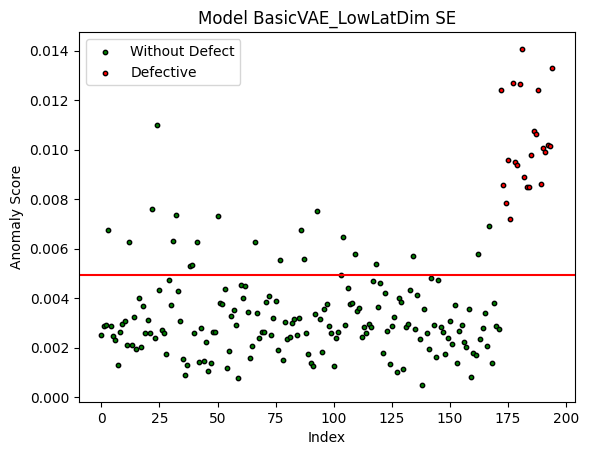 Model BasicVAE_LowLatDim SE
Without Defect
Defective
Anomaly Score
0.014
0.012
0.010
0.008
0.006
0.004
0.002
0.000
0 25 50 75 100 125 150 175 200
Index